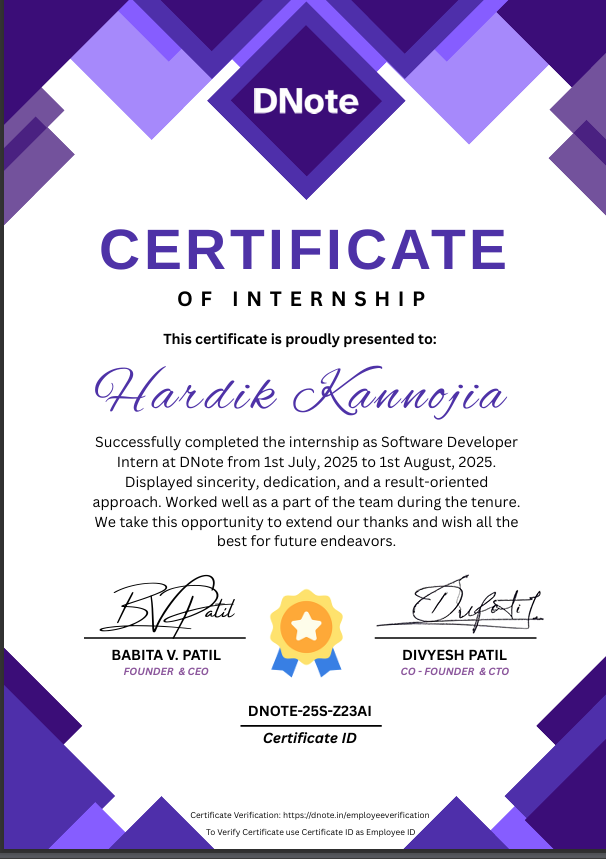 DNote
CERTIFICATE
OF INTERNSHIP
This certificate is proudly presented to:
Hardik Kannojia
Successfully completed the internship as Software Developer
Intern at DNote from 1st July, 2025 to 1st August, 2025.
Displayed sincerity, dedication, and a result-oriented
approach. Worked well as a part of the team during the tenure.
We take this opportunity to extend our thanks and wish all the
best for future endeavors.
BVPatil
BABITA V. PATIL
FOUNDER & CEO
DIVYESH PATIL
CO - FOUNDER & CTO
DNOTE-25S-Z23AI
Certificate ID
Certificate Verification: https://dnote.in/employeeverification
To Verify Certificate use Certificate ID as Employee ID